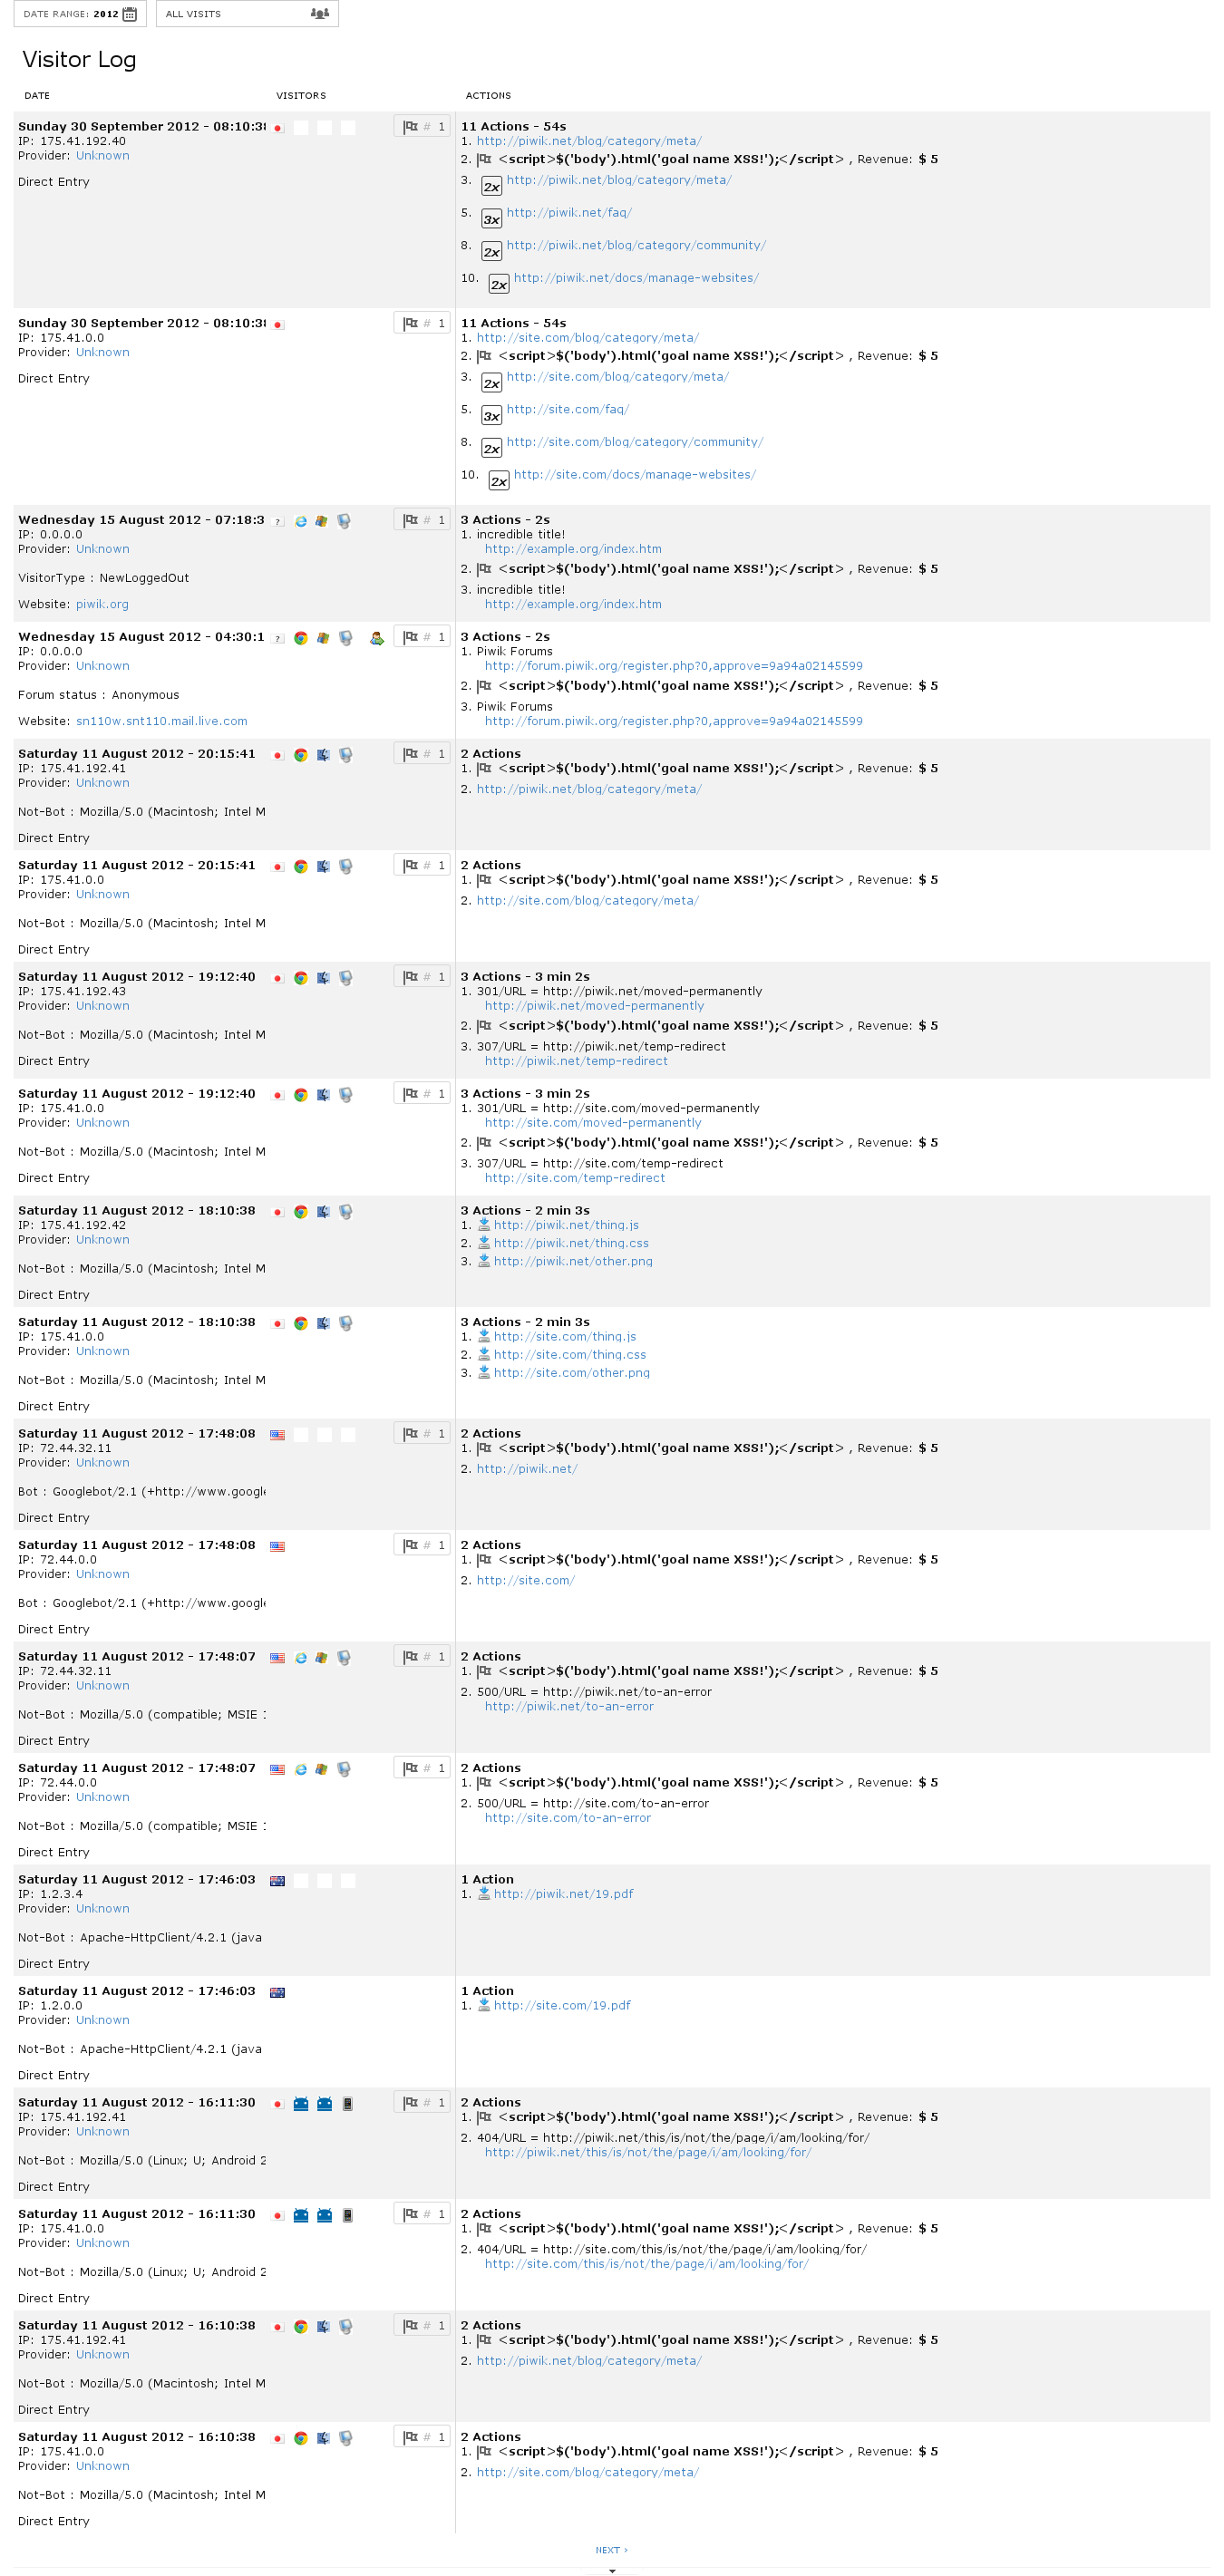 DATE RANGE: 2012
ALL VISITS
Visitor Log
DATE VISITORS ACTIONS
Sunday 30 September 2012 - 08:10:38 # 1
IP: 175.41.192.40
Provider: Unknown
Direct Entry
11 Actions - 54s
1. http://piwik.net/blog/category/meta/
2. <script>$('body').html('goal name XSS!');</script> , Revenue: $ 5
3. 2x http://piwik.net/blog/category/meta/
5. 3x http://piwik.net/faq/
8. 2x http://piwik.net/blog/category/community/
10. 2x http://piwik.net/docs/manage-websites/
Sunday 30 September 2012 - 08:10:38 # 1
IP: 175.41.0.0
Provider: Unknown
Direct Entry
11 Actions - 54s
1. http://site.com/blog/category/meta/
2. <script>$('body').html('goal name XSS!');</script> , Revenue: $ 5
3. 2x http://site.com/blog/category/meta/
5. 3x http://site.com/faq/
8. 2x http://site.com/blog/category/community/
10. 2x http://site.com/docs/manage-websites/
Wednesday 15 August 2012 - 07:18:3 ? # 1
IP: 0.0.0.0
Provider: Unknown
VisitorType : NewLoggedOut
Website: piwik.org
3 Actions - 2s
1. incredible title!
http://example.org/index.htm
2. <script>$('body').html('goal name XSS!');</script> , Revenue: $ 5
3. incredible title!
http://example.org/index.htm
Wednesday 15 August 2012 - 04:30:1 ? # 1
IP: 0.0.0.0
Provider: Unknown
Forum status : Anonymous
Website: sn110w.snt110.mail.live.com
3 Actions - 2s
1. Piwik Forums
http://forum.piwik.org/register.php?0,approve=9a94a02145599
2. <script>$('body').html('goal name XSS!');</script> , Revenue: $ 5
3. Piwik Forums
http://forum.piwik.org/register.php?0,approve=9a94a02145599
Saturday 11 August 2012 - 20:15:41 # 1
IP: 175.41.192.41
Provider: Unknown
Not-Bot : Mozilla/5.0 (Macintosh; Intel M
Direct Entry
2 Actions
1. <script>$('body').html('goal name XSS!');</script> , Revenue: $ 5
2. http://piwik.net/blog/category/meta/
Saturday 11 August 2012 - 20:15:41 # 1
IP: 175.41.0.0
Provider: Unknown
Not-Bot : Mozilla/5.0 (Macintosh; Intel M
Direct Entry
2 Actions
1. <script>$('body').html('goal name XSS!');</script> , Revenue: $ 5
2. http://site.com/blog/category/meta/
Saturday 11 August 2012 - 19:12:40 # 1
IP: 175.41.192.43
Provider: Unknown
Not-Bot : Mozilla/5.0 (Macintosh; Intel M
Direct Entry
3 Actions - 3 min 2s
1. 301/URL = http://piwik.net/moved-permanently
http://piwik.net/moved-permanently
2. <script>$('body').html('goal name XSS!');</script> , Revenue: $ 5
3. 307/URL = http://piwik.net/temp-redirect
http://piwik.net/temp-redirect
Saturday 11 August 2012 - 19:12:40 # 1
IP: 175.41.0.0
Provider: Unknown
Not-Bot : Mozilla/5.0 (Macintosh; Intel M
Direct Entry
3 Actions - 3 min 2s
1. 301/URL = http://site.com/moved-permanently
http://site.com/moved-permanently
2. <script>$('body').html('goal name XSS!');</script> , Revenue: $ 5
3. 307/URL = http://site.com/temp-redirect
http://site.com/temp-redirect
Saturday 11 August 2012 - 18:10:38
IP: 175.41.192.42
Provider: Unknown
Not-Bot : Mozilla/5.0 (Macintosh; Intel M
Direct Entry
3 Actions - 2 min 3s
1. http://piwik.net/thing.js
2. http://piwik.net/thing.css
3. http://piwik.net/other.png
Saturday 11 August 2012 - 18:10:38
IP: 175.41.0.0
Provider: Unknown
Not-Bot : Mozilla/5.0 (Macintosh; Intel M
Direct Entry
3 Actions - 2 min 3s
1. http://site.com/thing.js
2. http://site.com/thing.css
3. http://site.com/other.png
Saturday 11 August 2012 - 17:48:08 # 1
IP: 72.44.32.11
Provider: Unknown
Bot : Googlebot/2.1 (+http://www.google
Direct Entry
2 Actions
1. <script>$('body').html('goal name XSS!');</script> , Revenue: $ 5
2. http://piwik.net/
Saturday 11 August 2012 - 17:48:08 # 1
IP: 72.44.0.0
Provider: Unknown
Bot : Googlebot/2.1 (+http://www.google
Direct Entry
2 Actions
1. <script>$('body').html('goal name XSS!');</script> , Revenue: $ 5
2. http://site.com/
Saturday 11 August 2012 - 17:48:07 # 1
IP: 72.44.32.11
Provider: Unknown
Not-Bot : Mozilla/5.0 (compatible; MSIE 1
Direct Entry
2 Actions
1. <script>$('body').html('goal name XSS!');</script> , Revenue: $ 5
2. 500/URL = http://piwik.net/to-an-error
http://piwik.net/to-an-error
Saturday 11 August 2012 - 17:48:07 # 1
IP: 72.44.0.0
Provider: Unknown
Not-Bot : Mozilla/5.0 (compatible; MSIE 1
Direct Entry
2 Actions
1. <script>$('body').html('goal name XSS!');</script> , Revenue: $ 5
2. 500/URL = http://site.com/to-an-error
http://site.com/to-an-error
Saturday 11 August 2012 - 17:46:03
IP: 1.2.3.4
Provider: Unknown
Not-Bot : Apache-HttpClient/4.2.1 (java
Direct Entry
1 Action
1. http://piwik.net/19.pdf
Saturday 11 August 2012 - 17:46:03
IP: 1.2.0.0
Provider: Unknown
Not-Bot : Apache-HttpClient/4.2.1 (java
Direct Entry
1 Action
1. http://site.com/19.pdf
Saturday 11 August 2012 - 16:11:30 # 1
IP: 175.41.192.41
Provider: Unknown
Not-Bot : Mozilla/5.0 (Linux; U; Android 2
Direct Entry
2 Actions
1. <script>$('body').html('goal name XSS!');</script> , Revenue: $ 5
2. 404/URL = http://piwik.net/this/is/not/the/page/i/am/looking/for/
http://piwik.net/this/is/not/the/page/i/am/looking/for/
Saturday 11 August 2012 - 16:11:30 # 1
IP: 175.41.0.0
Provider: Unknown
Not-Bot : Mozilla/5.0 (Linux; U; Android 2
Direct Entry
2 Actions
1. <script>$('body').html('goal name XSS!');</script> , Revenue: $ 5
2. 404/URL = http://site.com/this/is/not/the/page/i/am/looking/for/
http://site.com/this/is/not/the/page/i/am/looking/for/
Saturday 11 August 2012 - 16:10:38 # 1
IP: 175.41.192.41
Provider: Unknown
Not-Bot : Mozilla/5.0 (Macintosh; Intel M
Direct Entry
2 Actions
1. <script>$('body').html('goal name XSS!');</script> , Revenue: $ 5
2. http://piwik.net/blog/category/meta/
Saturday 11 August 2012 - 16:10:38 # 1
IP: 175.41.0.0
Provider: Unknown
Not-Bot : Mozilla/5.0 (Macintosh; Intel M
Direct Entry
2 Actions
1. <script>$('body').html('goal name XSS!');</script> , Revenue: $ 5
2. http://site.com/blog/category/meta/
NEXT ›